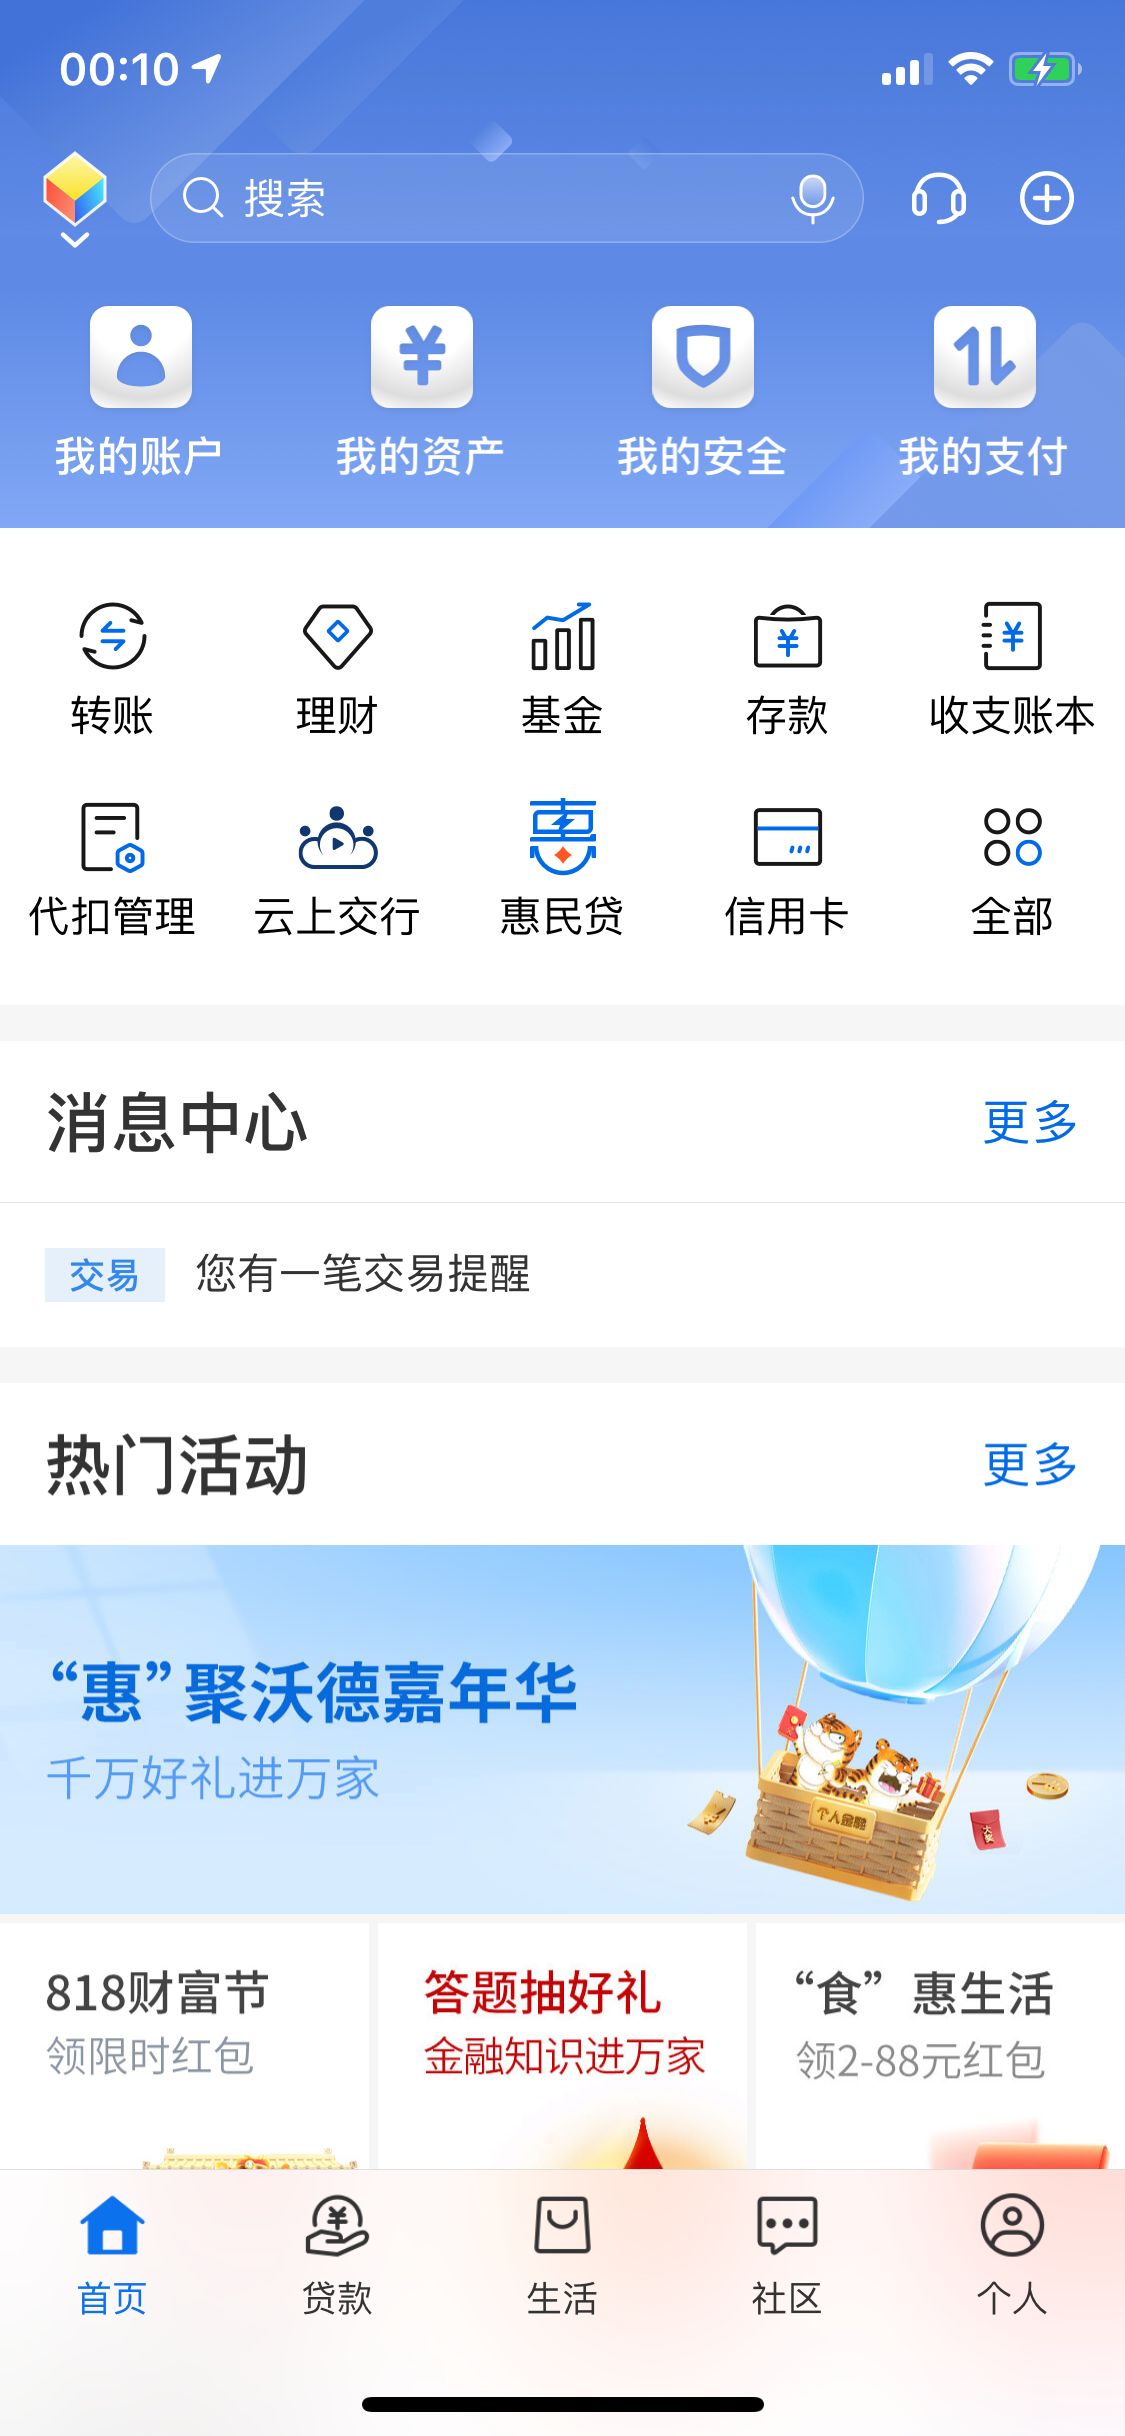 00:10
搜索
我的账户 我的资产 我的安全 我的支付
转账 理财 基金 存款 收支账本
代扣管理 云上交行 惠民贷 信用卡 全部
消息中心 更多
交易 您有一笔交易提醒
热门活动 更多
“惠”聚沃德嘉年华
千万好礼进万家
个人金融
大奖
818财富节
领限时红包
答题抽好礼
金融知识进万家
“食”惠生活
领2-88元红包
首页 贷款 生活 社区 个人